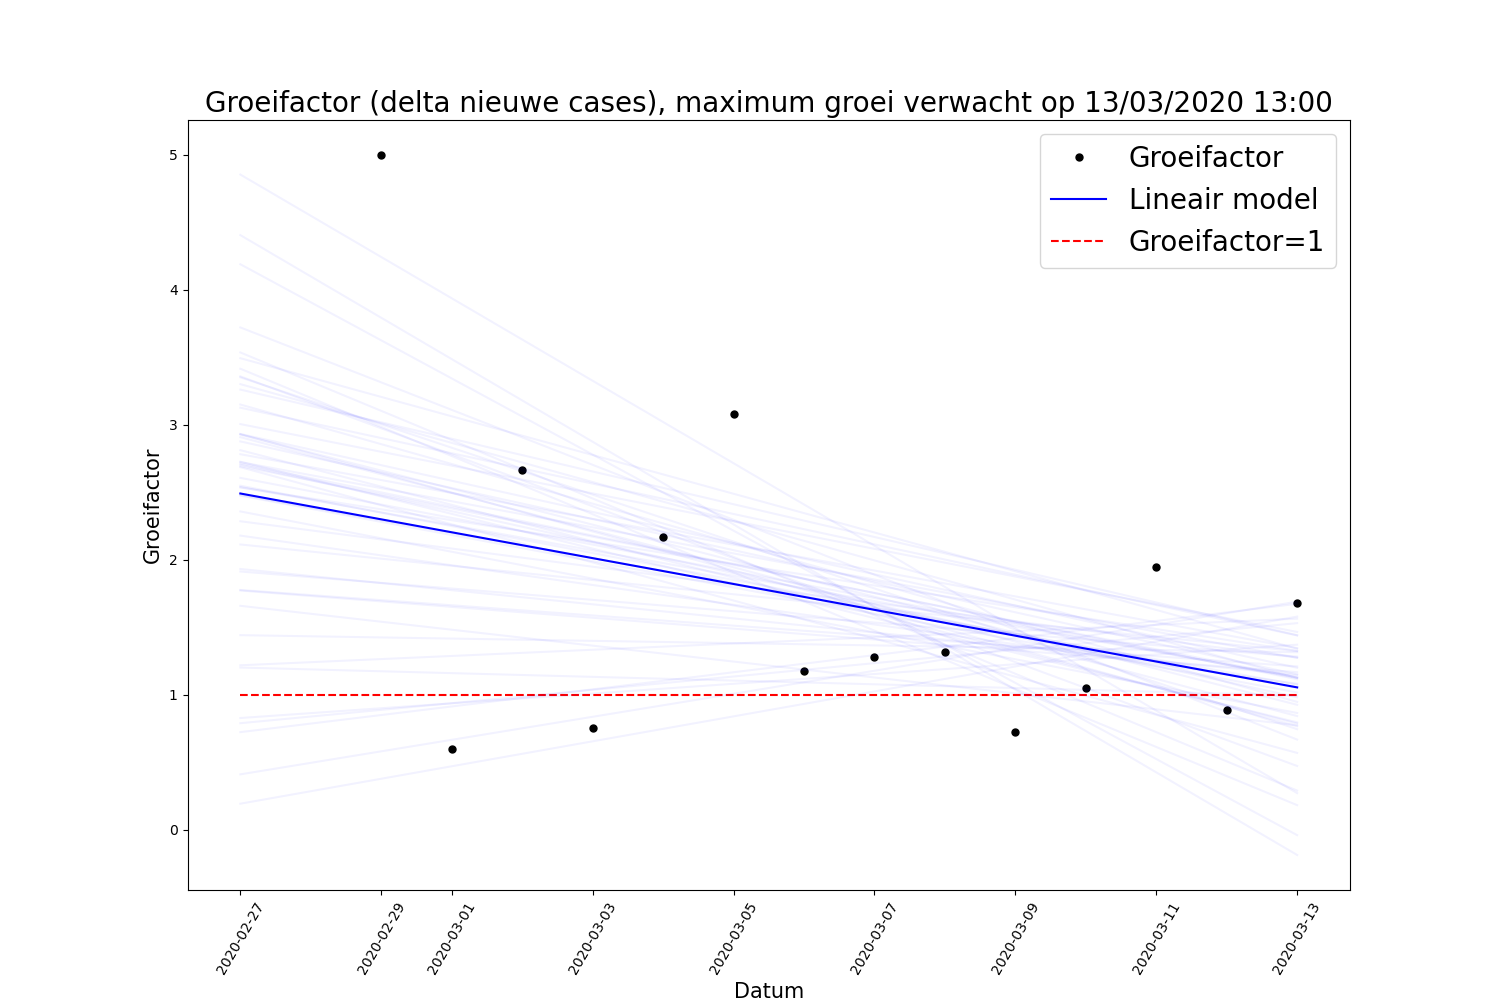 Groeifactor (delta nieuwe cases), maximum groei verwacht op 13/03/2020 13:00
Groeifactor
Lineair model
Groeifactor=1
Groeifactor
5
4
3
2
1
0
2020-02-27
2020-02-29
2020-03-01
2020-03-03
2020-03-05
2020-03-07
2020-03-09
2020-03-11
2020-03-13
Datum